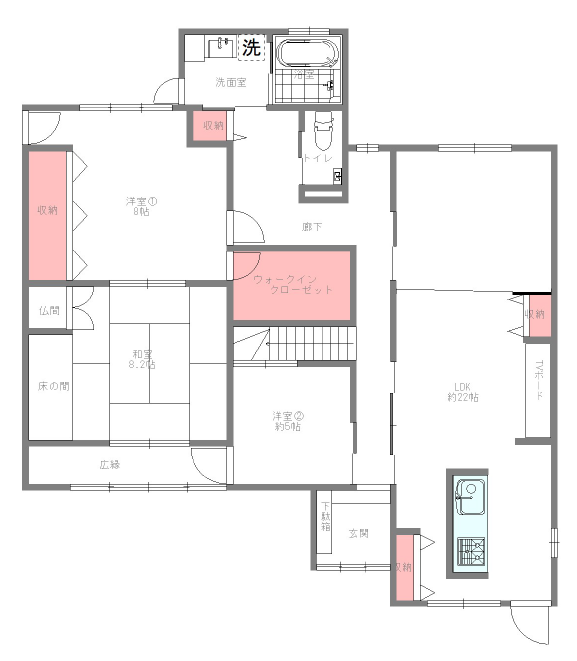 洗
浴室
洗面室
収納
トイレ
洋室①
8帖
収納
廊下
ウォークイン
クローゼット
仏間
収納
和室
8.2帖
床の間
TVボード
LDK
約22帖
洋室②
約5帖
広縁
下駄箱
玄関
収納